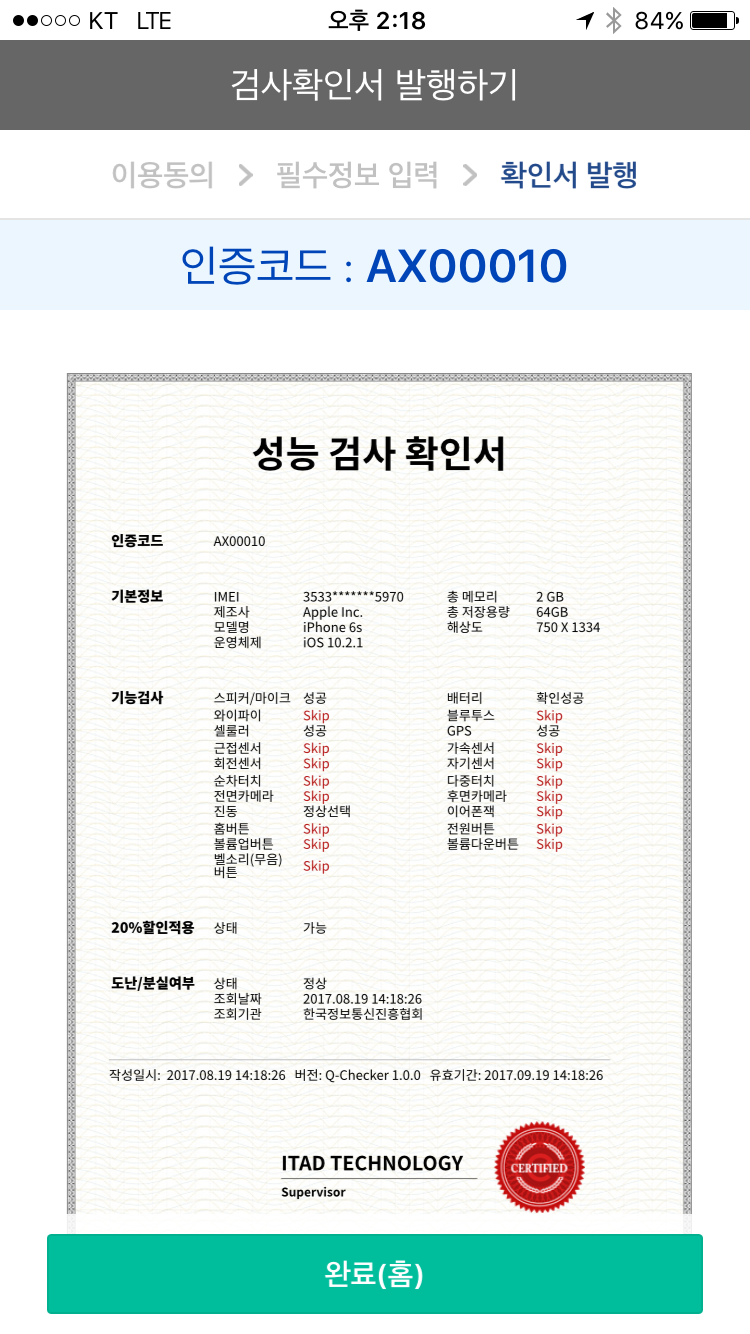 KT LTE 오후 2:18 84%
검사확인서 발행하기
이용동의 > 필수정보 입력 > 확인서 발행
인증코드 : AX00010
성능 검사 확인서
인증코드 AX00010
기본정보 IMEI 3533*******5970 총 메모리 2 GB
제조사 Apple Inc. 총 저장용량 64GB
모델명 iPhone 6s 해상도 750 X 1334
운영체제 iOS 10.2.1
기능검사 스피커/마이크 성공 배터리 확인성공
와이파이 Skip 블루투스 Skip
셀룰러 성공 GPS 성공
근접센서 Skip 가속센서 Skip
회전센서 Skip 자기센서 Skip
순차터치 Skip 다중터치 Skip
전면카메라 Skip 후면카메라 Skip
진동 정상선택 이어폰잭 Skip
홈버튼 Skip 전원버튼 Skip
볼륨업버튼 Skip 볼륨다운버튼 Skip
벨소리(무음)
버튼 Skip
20%할인적용 상태 가능
도난/분실여부 상태 정상
조회날짜 2017.08.19 14:18:26
조회기관 한국정보통신진흥협회
작성일시: 2017.08.19 14:18:26 버전: Q-Checker 1.0.0 유효기간: 2017.09.19 14:18:26
ITAD TECHNOLOGY
Supervisor
CERTIFIED
완료(홈)